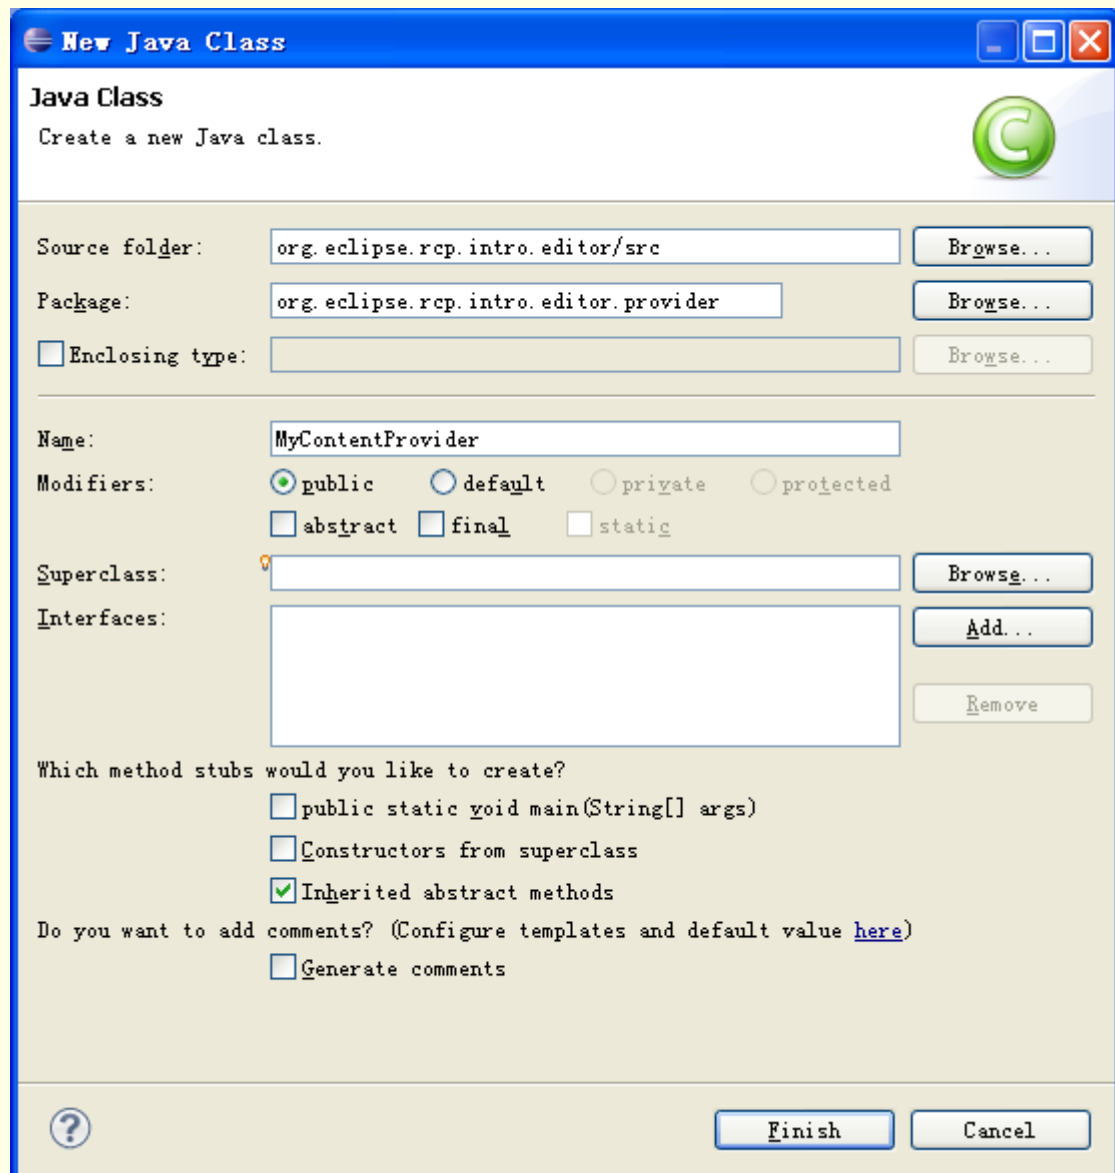 New Java Class
Java Class
Create a new Java class.
C
Source folder: org.eclipse.rcp.intro.editor/src Browse...
Package: org.eclipse.rcp.intro.editor.provider Browse...
Enclosing type: Browse...
Name: MyContentProvider
Modifiers: public default private protected
abstract final static
Superclass: Browse...
Interfaces: Add...
Remove
Which method stubs would you like to create?
public static void main(String[] args)
Constructors from superclass
Inherited abstract methods
Do you want to add comments? (Configure templates and default value here)
Generate comments
? Finish Cancel